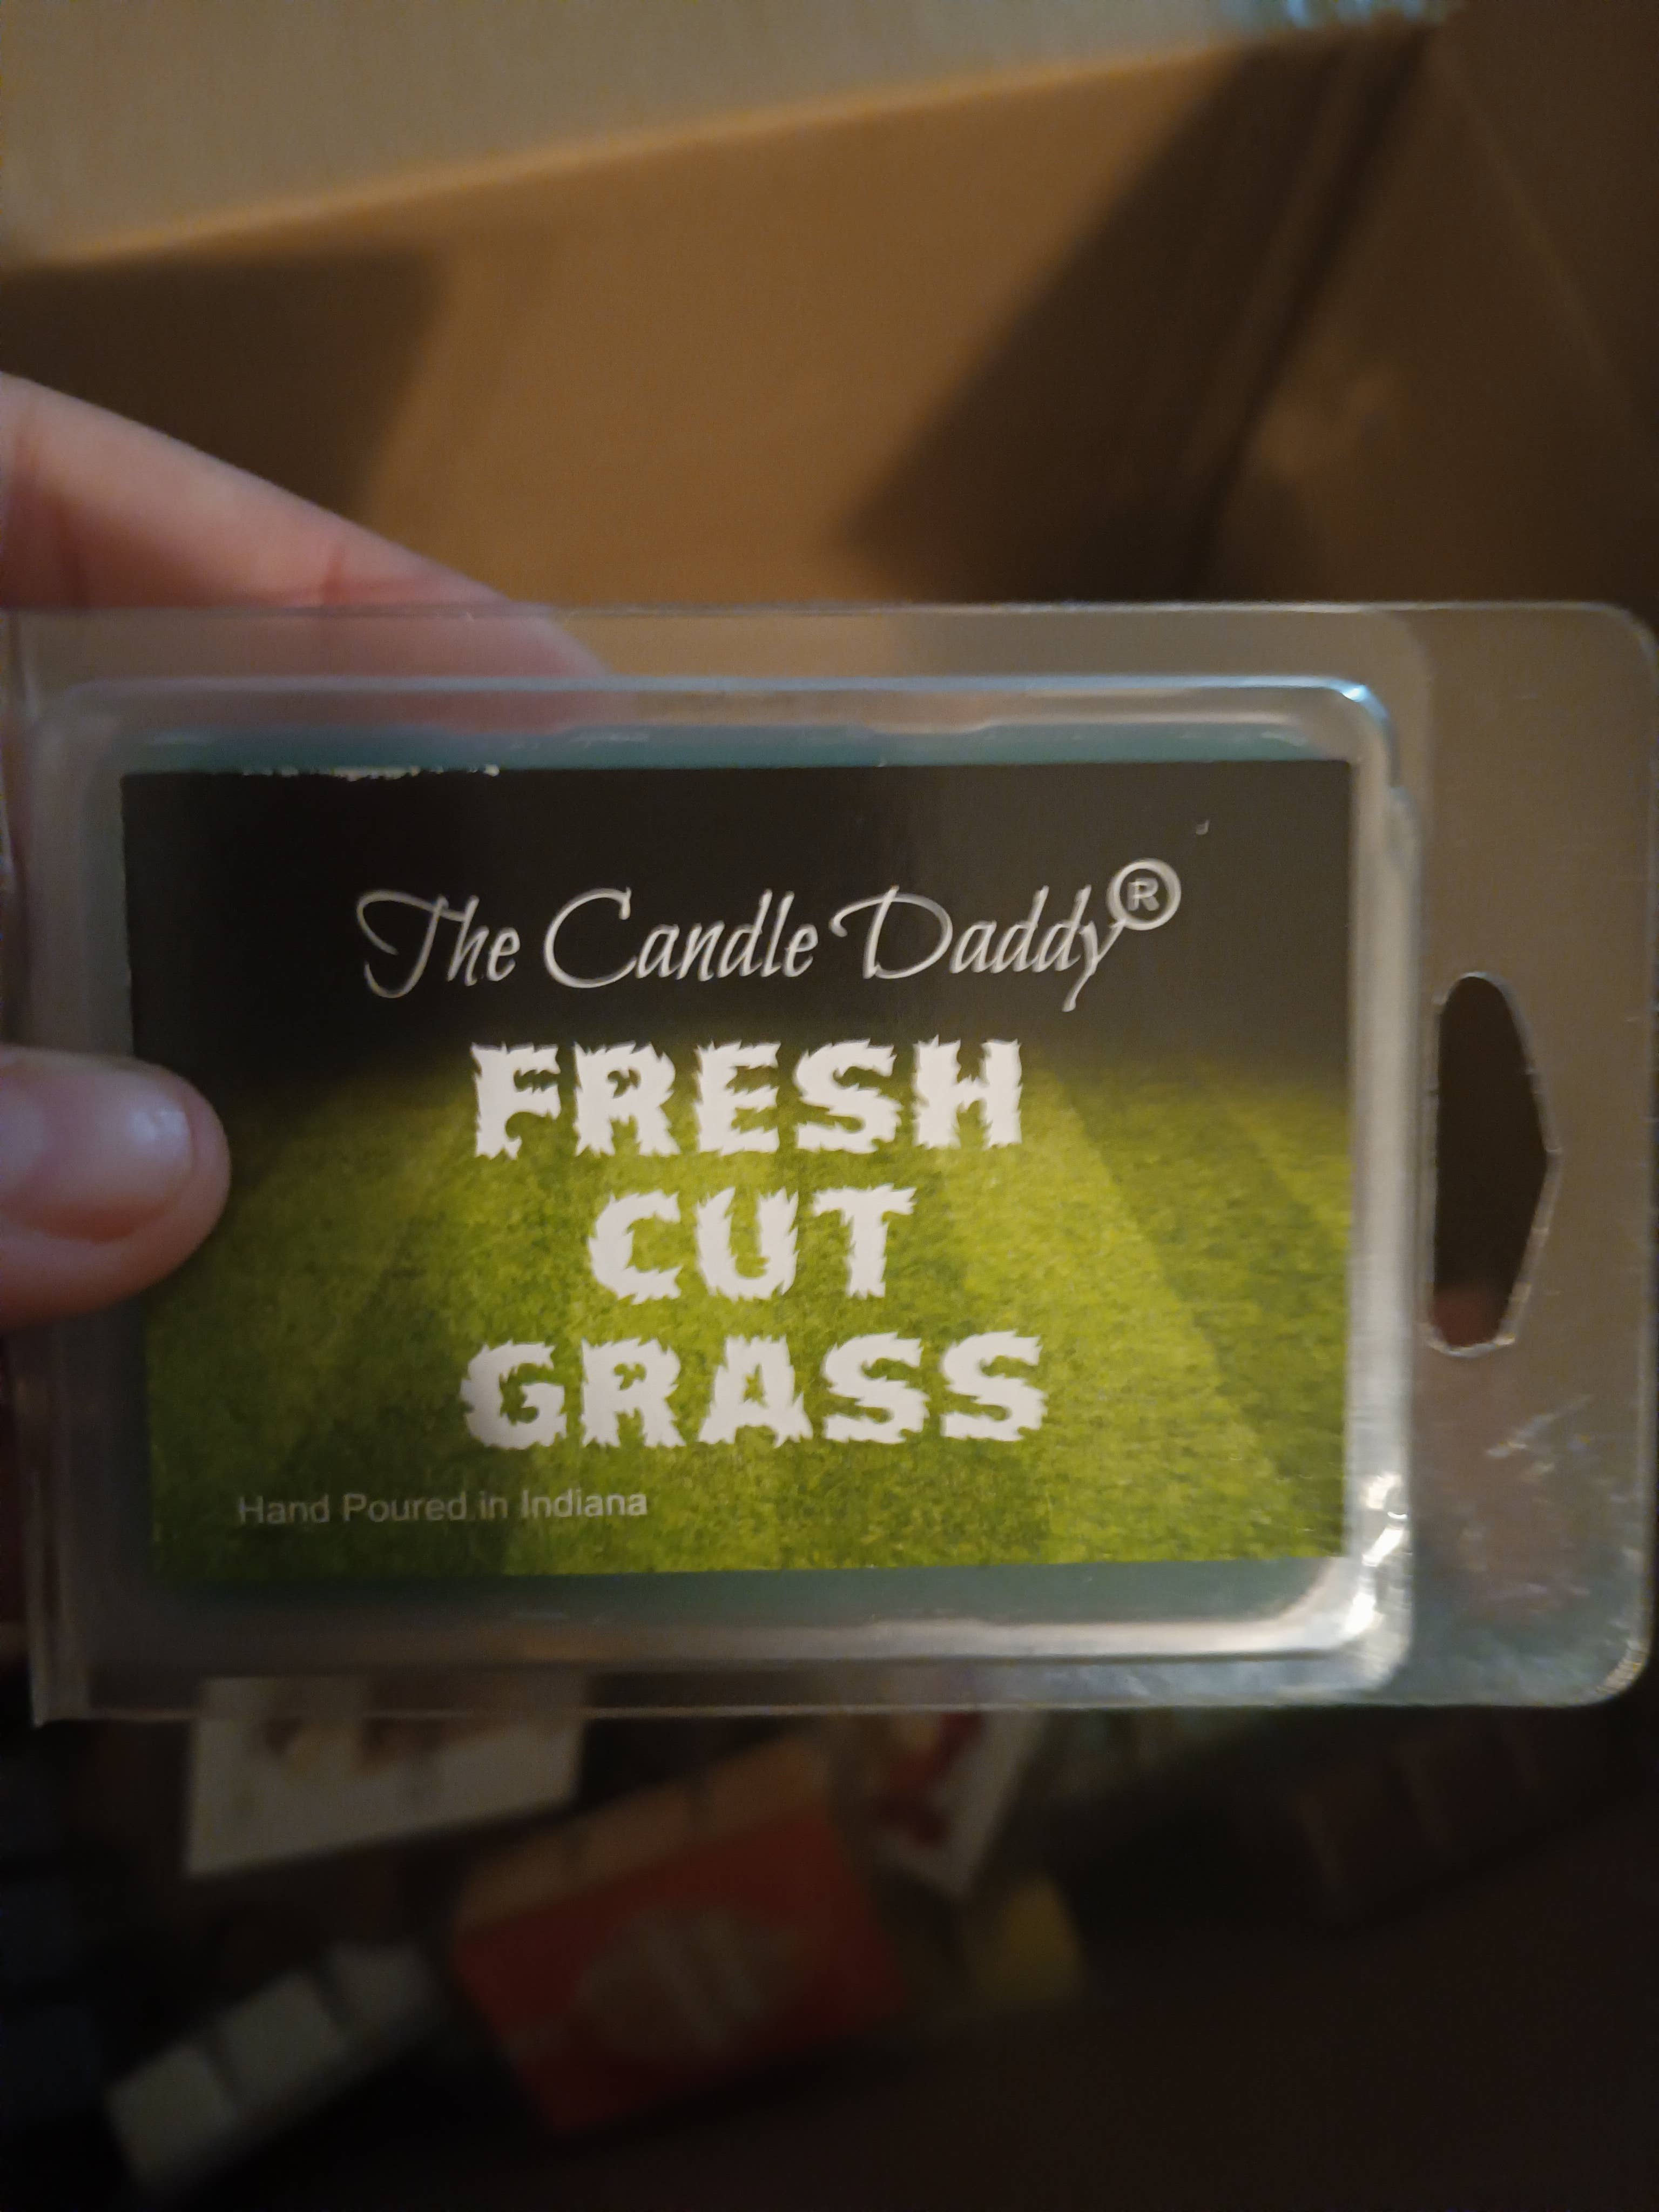 The Candle Daddy®
FRESH
CUT
GRASS
Hand Poured in Indiana